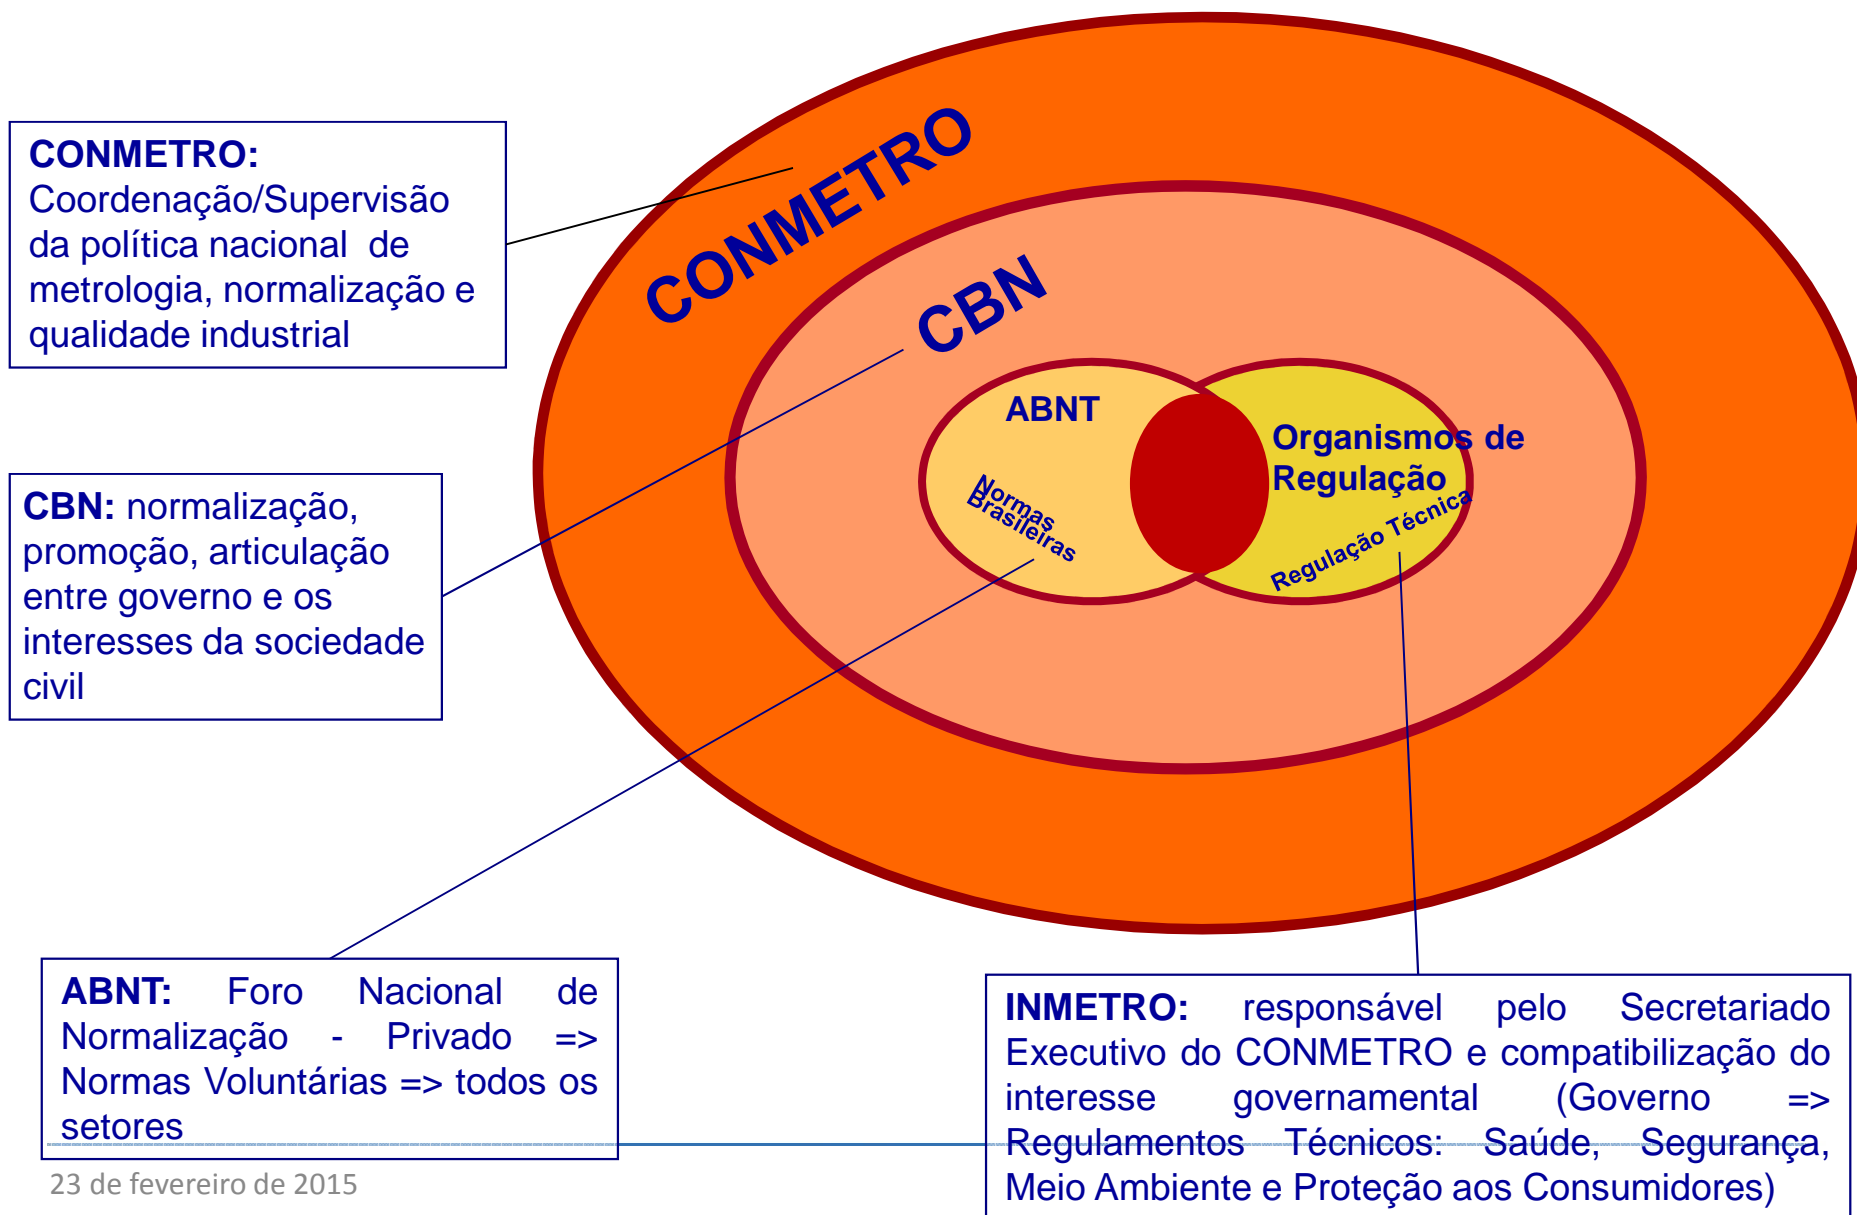 CONMETRO:
Coordenação/Supervisão
da política nacional de
metrologia, normalização e
qualidade industrial
CONMETRO
CBN
ABNT
Normas
Brasileiras
Organismos de
Regulação
Regulação Técnica
CBN: normalização,
promoção, articulação
entre governo e os
interesses da sociedade
civil
ABNT: Foro Nacional de
Normalização - Privado =>
Normas Voluntárias => todos os
setores
INMETRO: responsável pelo Secretariado
Executivo do CONMETRO e compatibilização do
interesse governamental (Governo =>
Regulamentos Técnicos: Saúde, Segurança,
Meio Ambiente e Proteção aos Consumidores)
23 de fevereiro de 2015